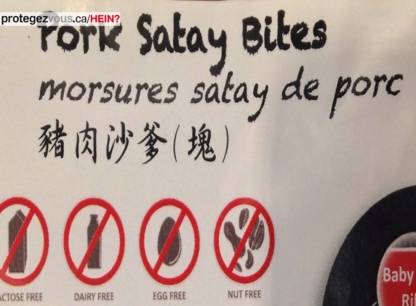 protegezvous.ca/HEIN?
Pork Satay Bites
morsures satay de porc
豬肉沙爹(塊)
LACTOSE FREE
DAIRY FREE
EGG FREE
NUT FREE
Baby